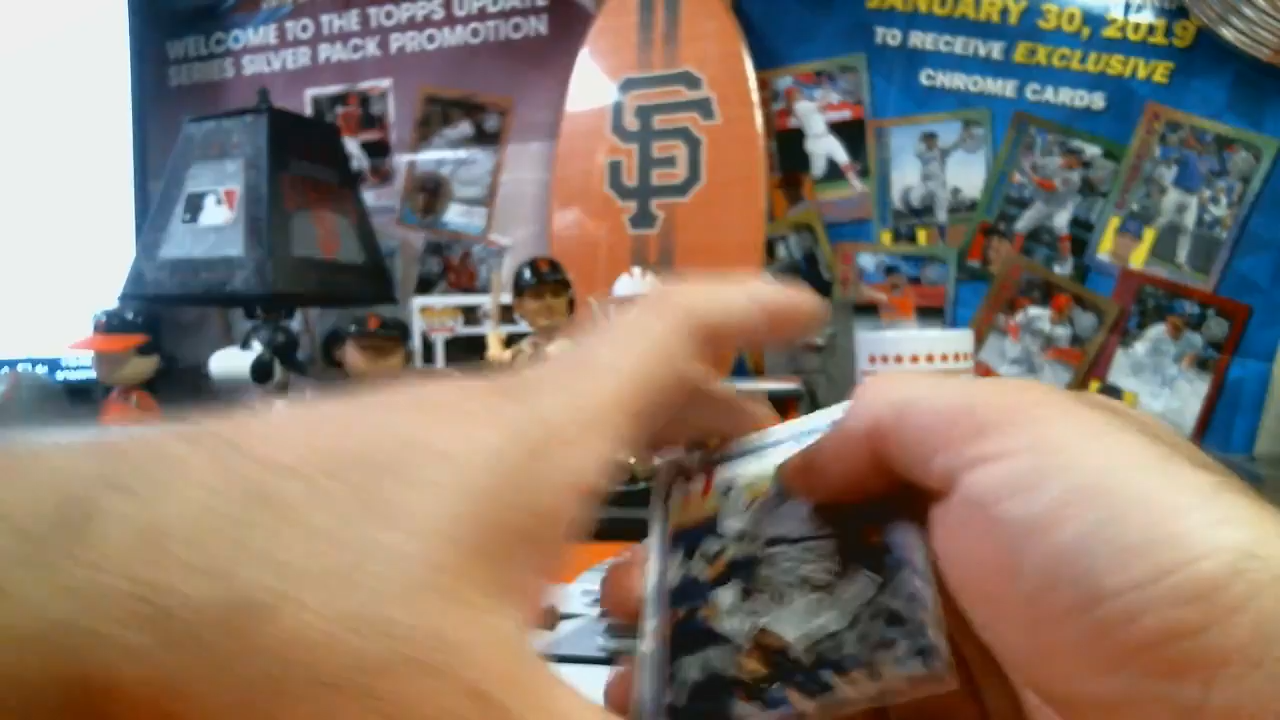 WELCOME TO THE TOPPS UPDATE
SERIES SILVER PACK PROMOTION
SF
JANUARY 30, 2019
TO RECEIVE EXCLUSIVE
CHROME CARDS